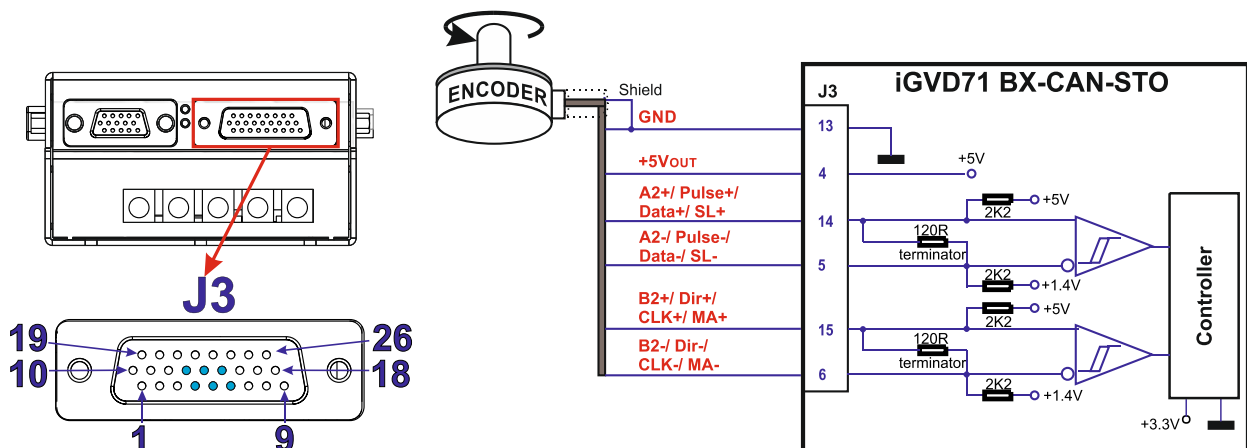 J3
19
10
26
18
1
9
ENCODER
Shield
GND
+5VOUT
A2+/ Pulse+/
Data+/ SL+
A2-/ Pulse-/
Data-/ SL-
B2+/ Dir+/
CLK+/ MA+
B2-/ Dir-/
CLK-/ MA-
iGVD71 BX-CAN-STO
J3
13
4
14
5
15
6
+5V
+5V
2K2
120R
terminator
2K2
+1.4V
+5V
2K2
120R
terminator
2K2
+1.4V
Controller
+3.3V